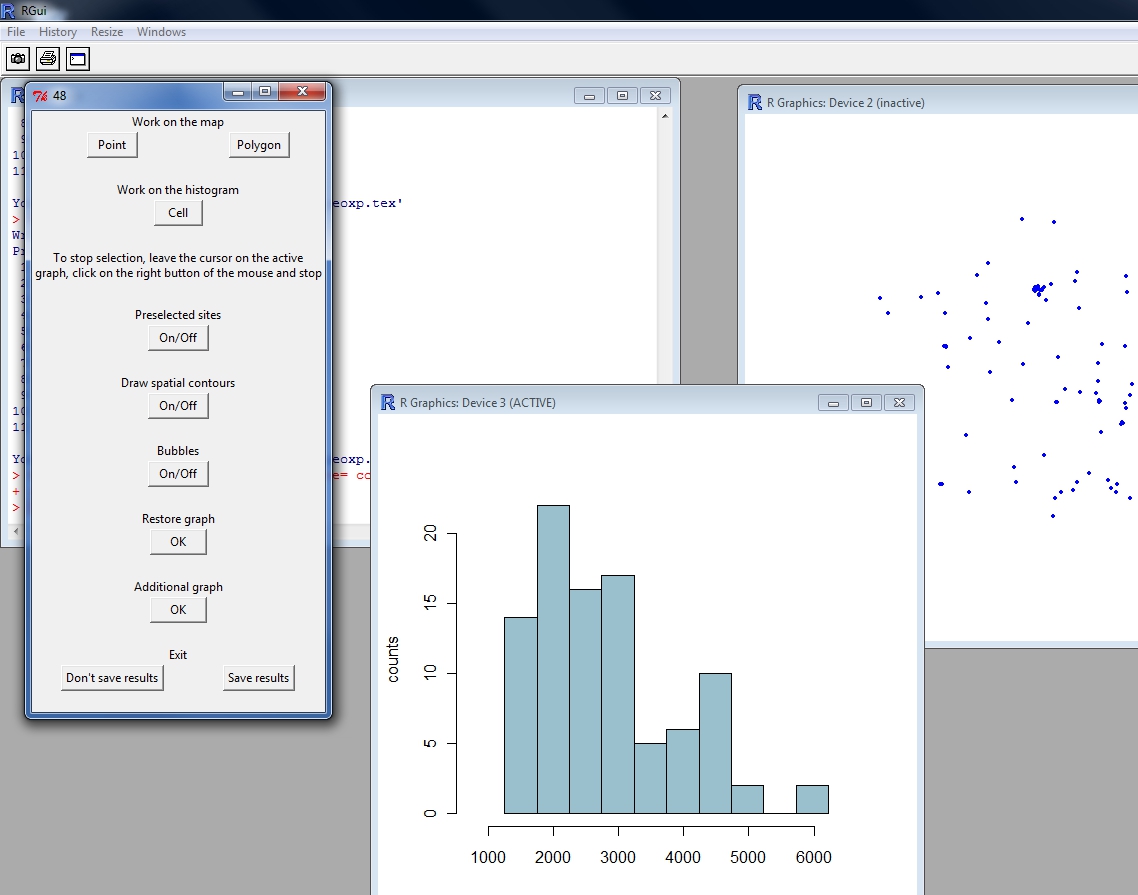 RGui
File History Resize Windows
48
Work on the map
Point Polygon
Work on the histogram
Cell
To stop selection, leave the cursor on the active
graph, click on the right button of the mouse and stop
Preselected sites
On/Off
Draw spatial contours
On/Off
Bubbles
On/Off
Restore graph
OK
Additional graph
OK
Exit
Don't save results Save results
10
11
eoxp.tex'
>
10
11
eoxp.
>
+
>
R Graphics: Device 2 (inactive)
R Graphics: Device 3 (ACTIVE)
counts
20
15
10
5
0
1000 2000 3000 4000 5000 6000